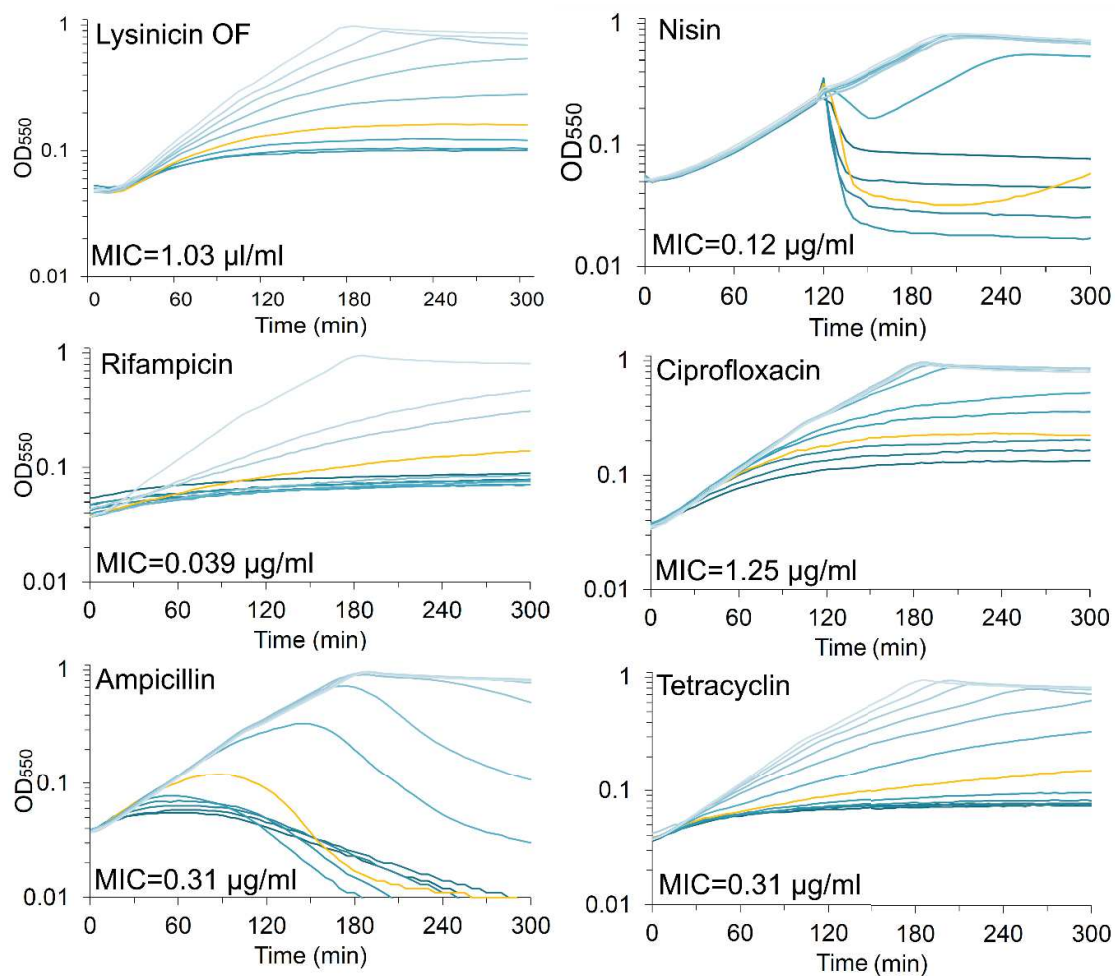 Lysinicin OF
1
0.1
0.01
OD550
MIC=1.03 µl/ml
0 60 120 180 240 300
Time (min)
Nisin
1
0.1
0.01
OD550
MIC=0.12 µg/ml
0 60 120 180 240 300
Time (min)
Rifampicin
1
0.1
0.01
OD550
MIC=0.039 µg/ml
0 60 120 180 240 300
Time (min)
Ciprofloxacin
1
0.1
0.01
MIC=1.25 µg/ml
0 60 120 180 240 300
Time (min)
Ampicillin
1
0.1
0.01
OD550
MIC=0.31 µg/ml
0 60 120 180 240 300
Time (min)
Tetracyclin
1
0.1
0.01
MIC=0.31 µg/ml
0 60 120 180 240 300
Time (min)